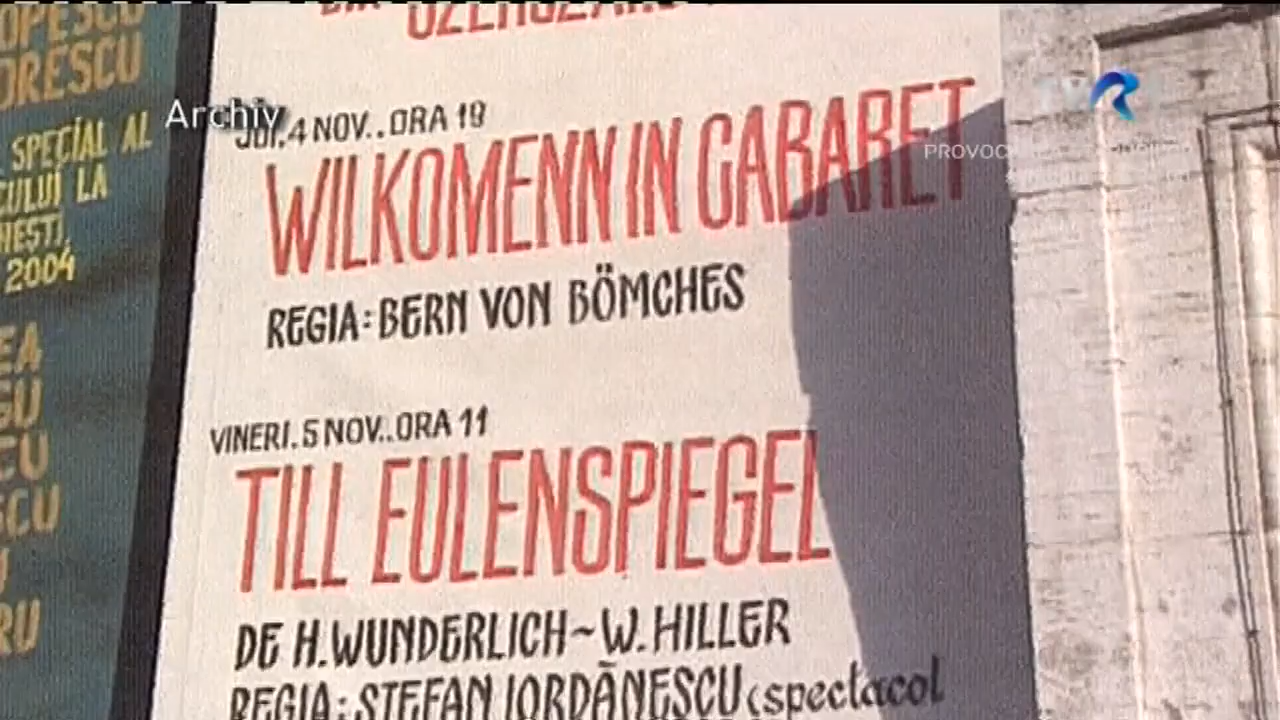 Archiv
JOI.4 NOV..ORA 19
WILKOMENN IN CABARET
REGIA: BERN VON BÖMCHES
VINERI.5 NOV..ORA 11
TILL EULENSPIEGEL
DE H.WUNDERLICH~W.HILLER
REGIA: STEFAN IORDĂNESCU (spectacol
SPECIAL AL
LA
2004